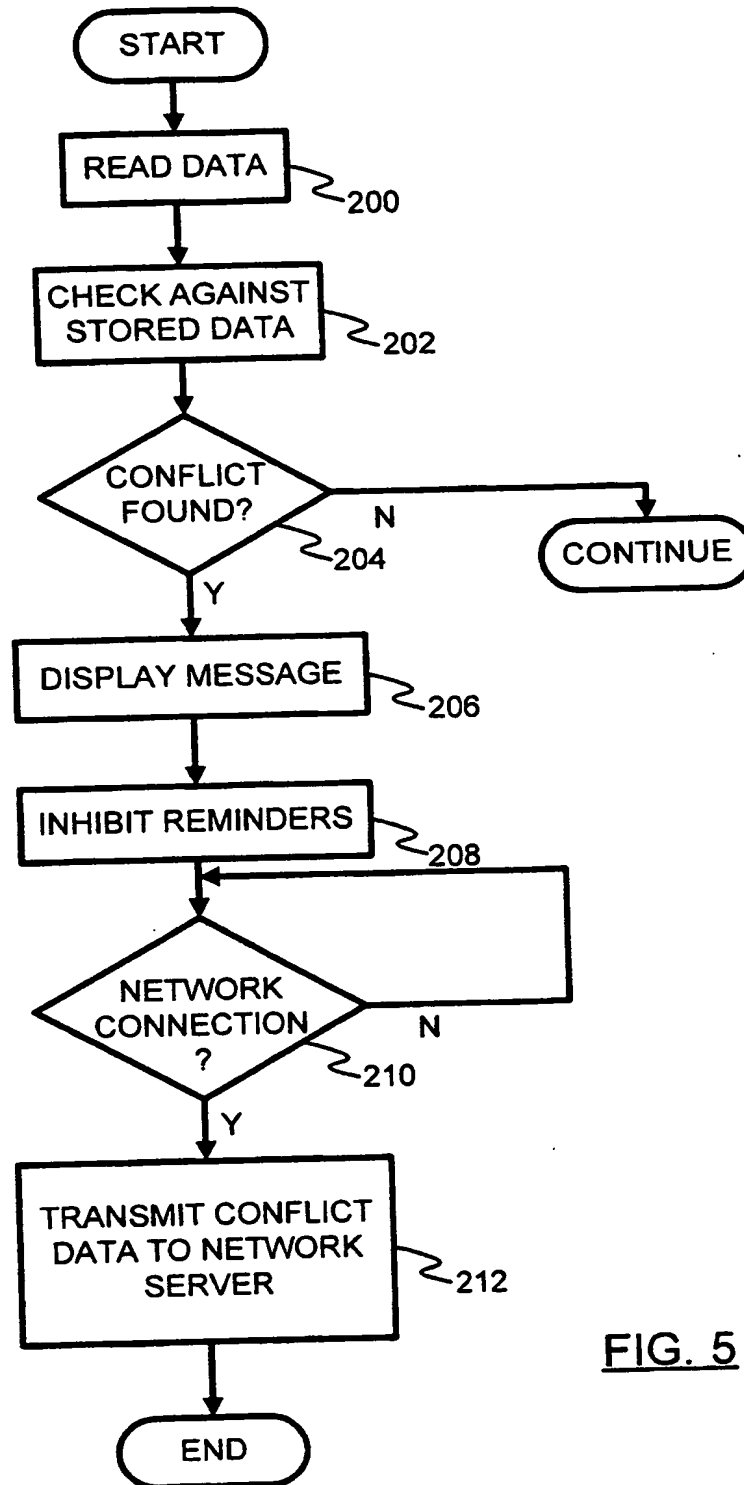 START
READ DATA
200
CHECK AGAINST
STORED DATA
202
CONFLICT
FOUND?
204
N
CONTINUE
Y
DISPLAY MESSAGE
206
INHIBIT REMINDERS
208
NETWORK
CONNECTION
?
N
210
Y
TRANSMIT CONFLICT
DATA TO NETWORK
SERVER
212
FIG. 5
END